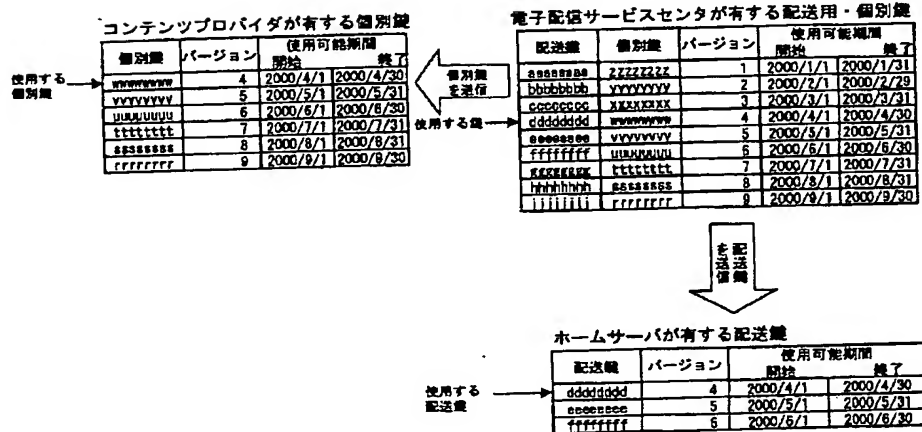 コンテンツプロバイダが有する個別鍵
個別鍵 バージョン 使用可能期間
開始 終了
wwwwwwww 4 2000/4/1 2000/4/30
vvvvvvvv 5 2000/5/1 2000/5/31
uuuuuuuu 6 2000/6/1 2000/6/30
tttttttt 7 2000/7/1 2000/7/31
ssssssss 8 2000/8/1 2000/8/31
rrrrrrrr 9 2000/9/1 2000/9/30
使用する
個別鍵
電子配信サービスセンタが有する配送用・個別鍵
配送鍵 個別鍵 バージョン 使用可能期間
開始 終了
aaaaaaaa zzzzzzzz 1 2000/1/1 2000/1/31
bbbbbbbb yyyyyyyy 2 2000/2/1 2000/2/29
cccccccc xxxxxxxx 3 2000/3/1 2000/3/31
dddddddd wwwwwwww 4 2000/4/1 2000/4/30
eeeeeeee vvvvvvvv 5 2000/5/1 2000/5/31
ffffffff uuuuuuuu 6 2000/6/1 2000/6/30
gggggggg tttttttt 7 2000/7/1 2000/7/31
hhhhhhhh ssssssss 8 2000/8/1 2000/8/31
iiiiiiii rrrrrrrr 9 2000/9/1 2000/9/30
個別鍵
を送信
使用する鍵
配送鍵
を送信
ホームサーバが有する配送鍵
配送鍵 バージョン 使用可能期間
開始 終了
dddddddd 4 2000/4/1 2000/4/30
eeeeeeee 5 2000/5/1 2000/5/31
ffffffff 6 2000/6/1 2000/6/30
使用する
配送鍵